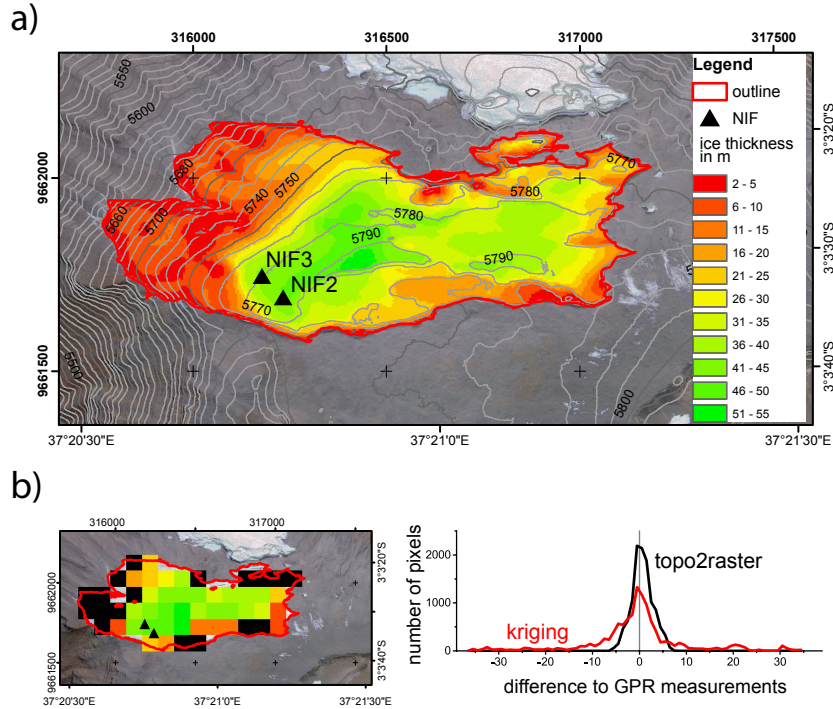 a)
316000 316500 317000 317500
5550
5600
5680
5660
5700
5740
5750
5780
5790
5790
5770
5770
5500
5800
NIF3
NIF2
Legend
outline
NIF
ice thickness
in m
2 - 5
6 - 10
11 - 15
16 - 20
21 - 25
26 - 30
31 - 35
36 - 40
41 - 45
46 - 50
51 - 55
9662000
9661500
3°3'20"S
3°3'30"S
3°3'40"S
37°20'30"E 37°21'0"E 37°21'30"E
b)
316000 317000
9662000
9661500
3°3'20"S
3°3'40"S
37°20'30"E 37°21'0"E 37°21'30"E
number of pixels
2000
1000
0
topo2raster
kriging
-30 -20 -10 0 10 20 30
difference to GPR measurements